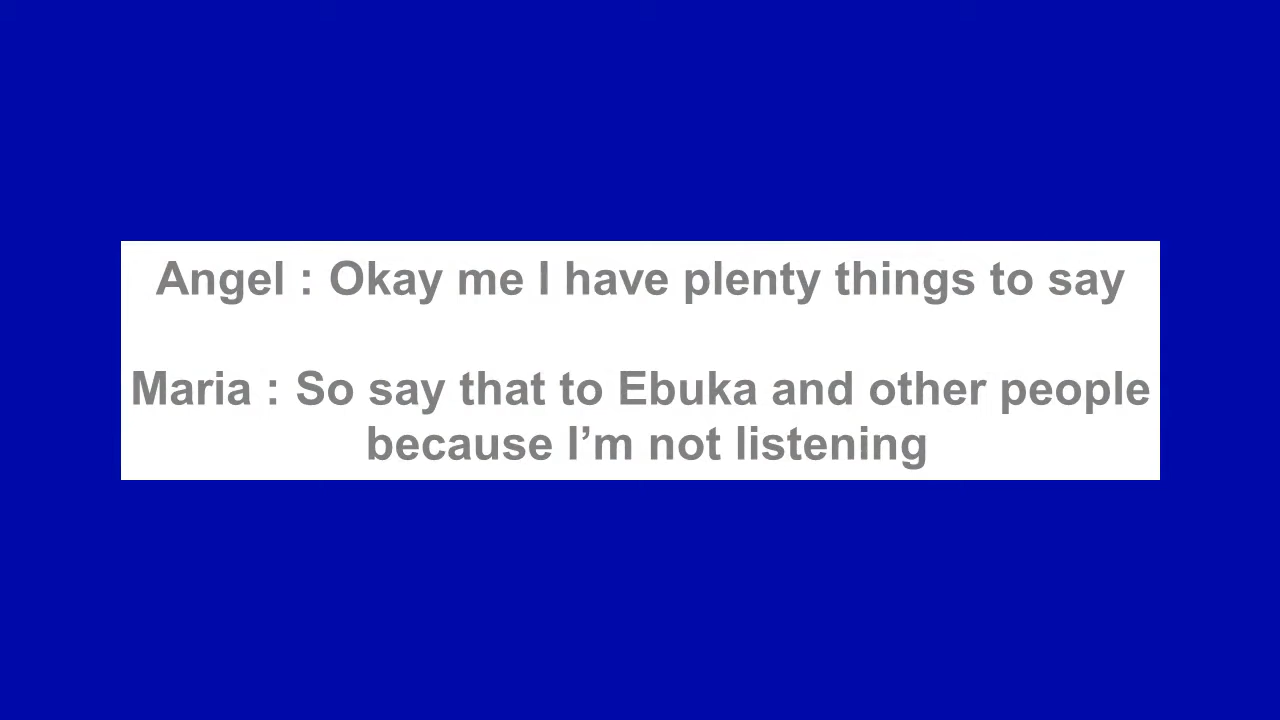 Angel : Okay me I have plenty things to say
Maria : So say that to Ebuka and other people
because I’m not listening